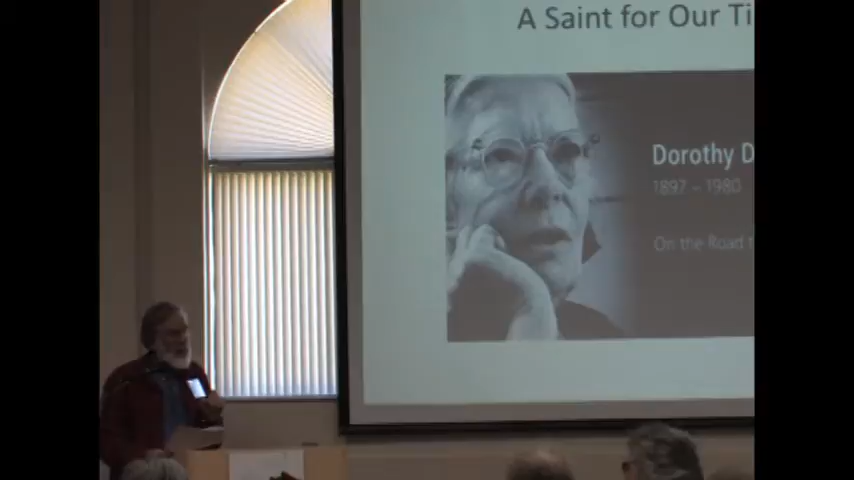 A Saint for Our Ti
Dorothy D
1897 – 1980
On the Road t